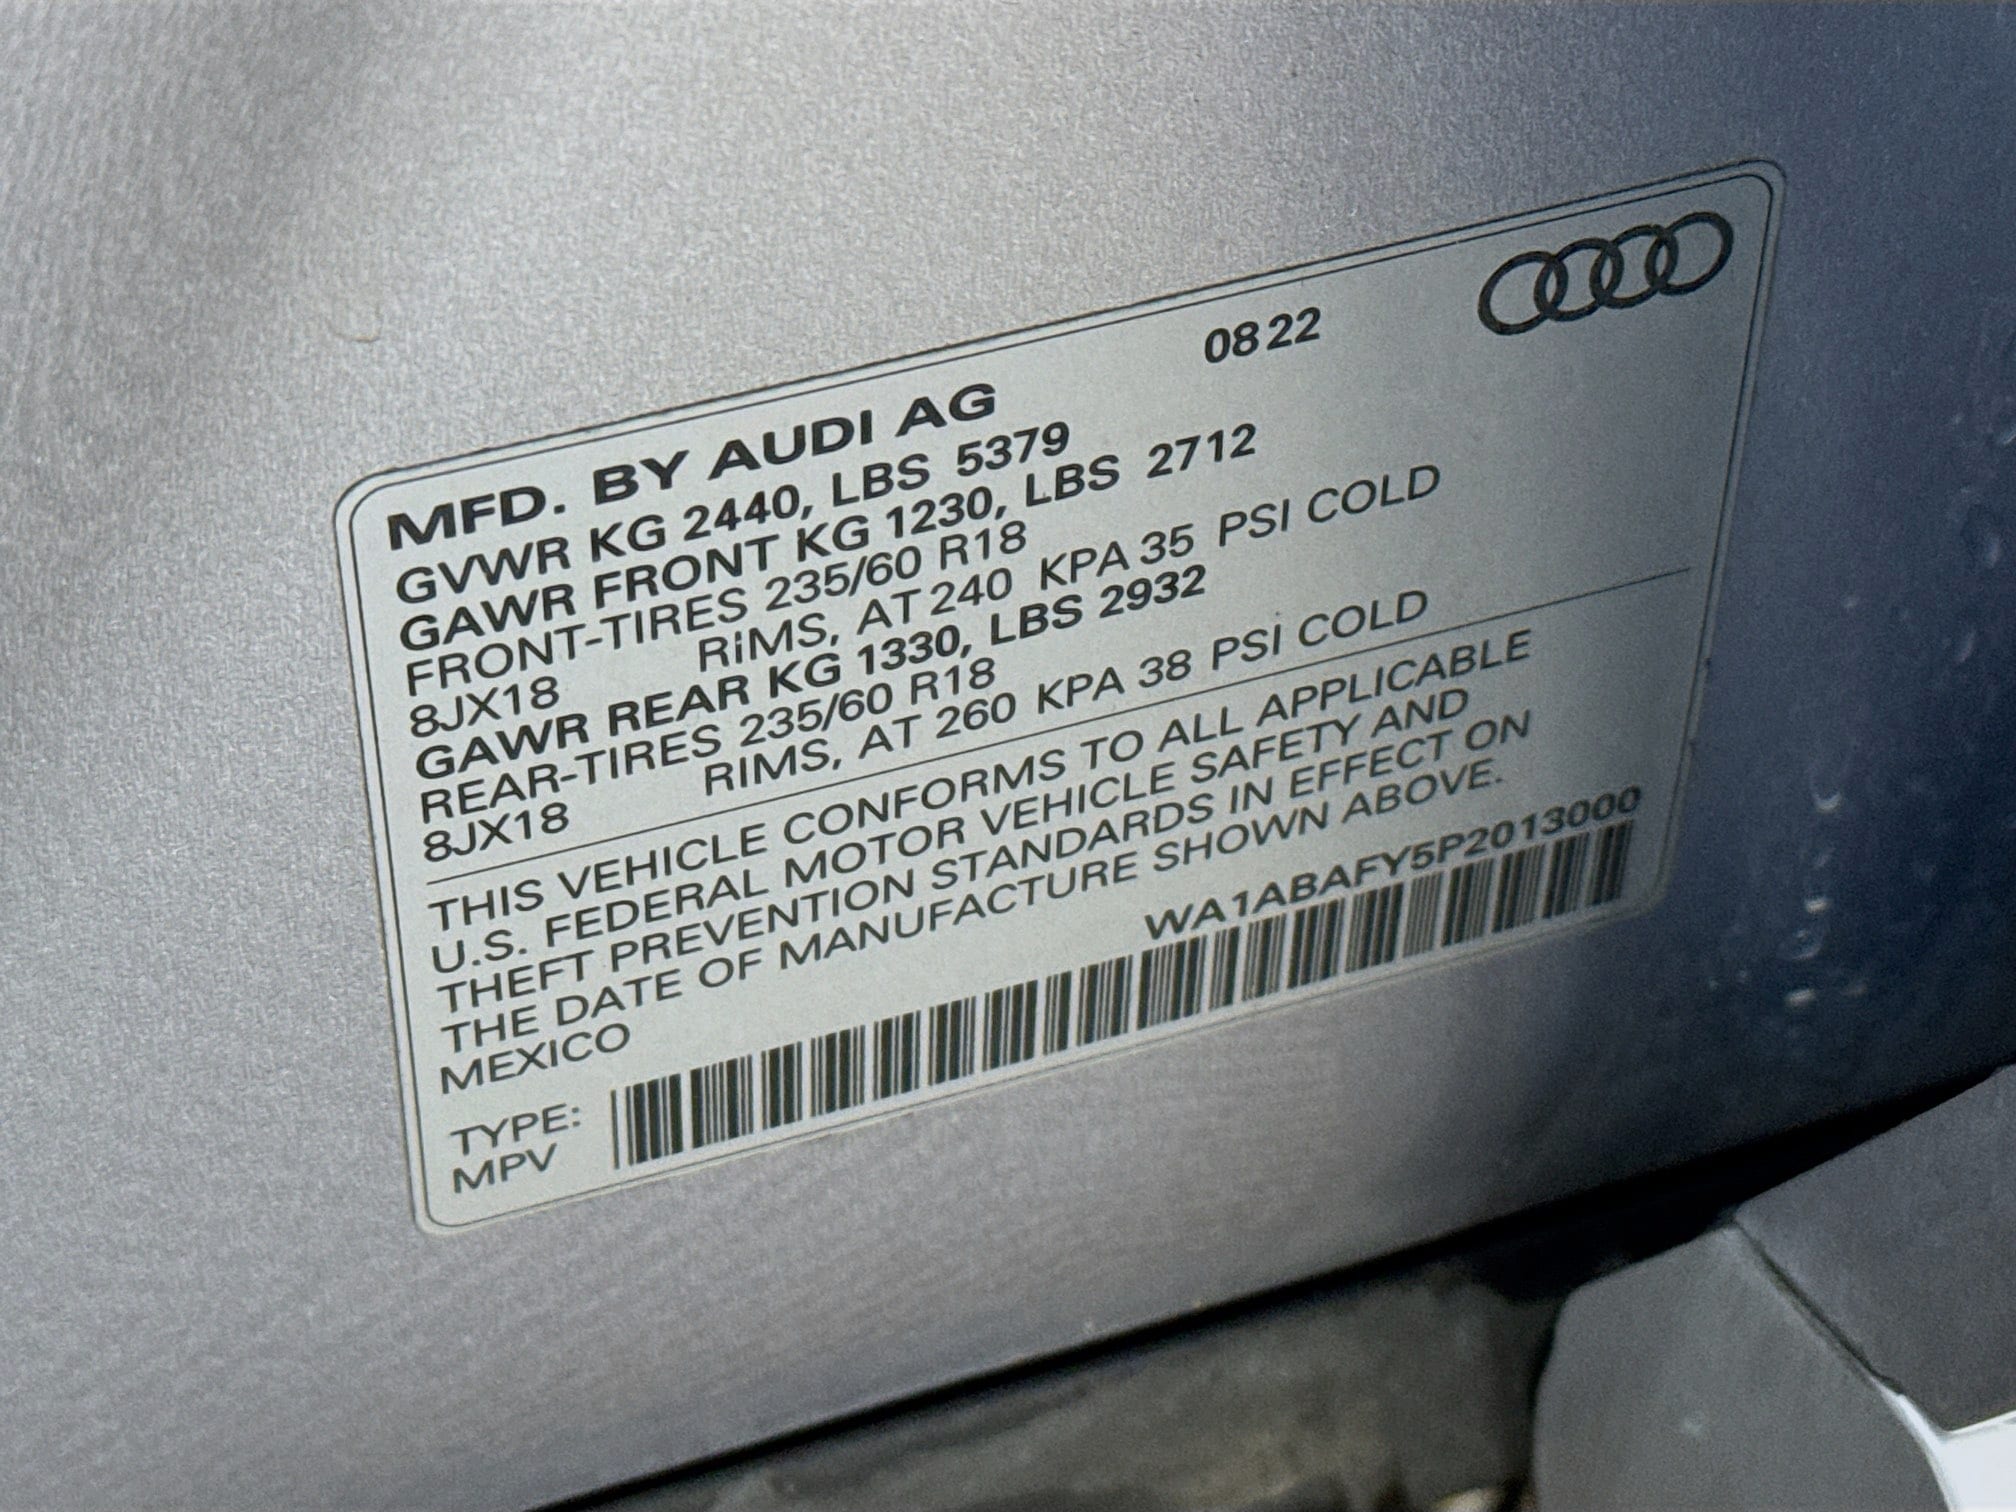 0822
MFD. BY AUDI AG
GVWR KG 2440, LBS 5379
GAWR FRONT KG 1230, LBS 2712
FRONT-TIRES 235/60 R18
8JX18 RiMS, AT 240 KPA 35 PSI COLD
GAWR REAR KG 1330, LBS 2932
REAR-TIRES 235/60 R18
8JX18 RIMS, AT 260 KPA 38 PSI COLD
THIS VEHICLE CONFORMS TO ALL APPLICABLE
U.S. FEDERAL MOTOR VEHICLE SAFETY AND
THEFT PREVENTION STANDARDS IN EFFECT ON
THE DATE OF MANUFACTURE SHOWN ABOVE.
MEXICO
WA1ABAFY5P2013000
TYPE:
MPV